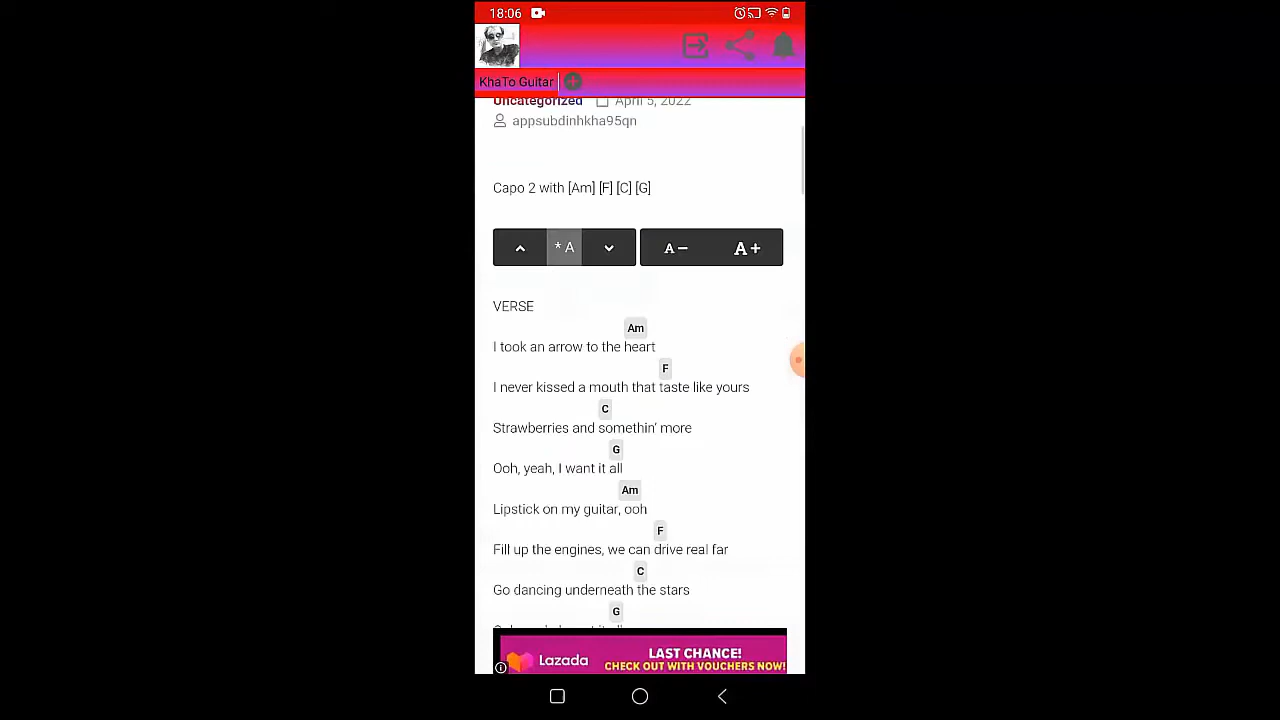 18:06
KhaTo Guitar
Uncategorized April 5, 2022
appsubdinhkha95qn
Capo 2 with [Am] [F] [C] [G]
* A A− A+
VERSE
Am
I took an arrow to the heart
F
I never kissed a mouth that taste like yours
C
Strawberries and somethin' more
G
Ooh, yeah, I want it all
Am
Lipstick on my guitar, ooh
F
Fill up the engines, we can drive real far
C
Go dancing underneath the stars
G
Lazada
LAST CHANCE!
CHECK OUT WITH VOUCHERS NOW!